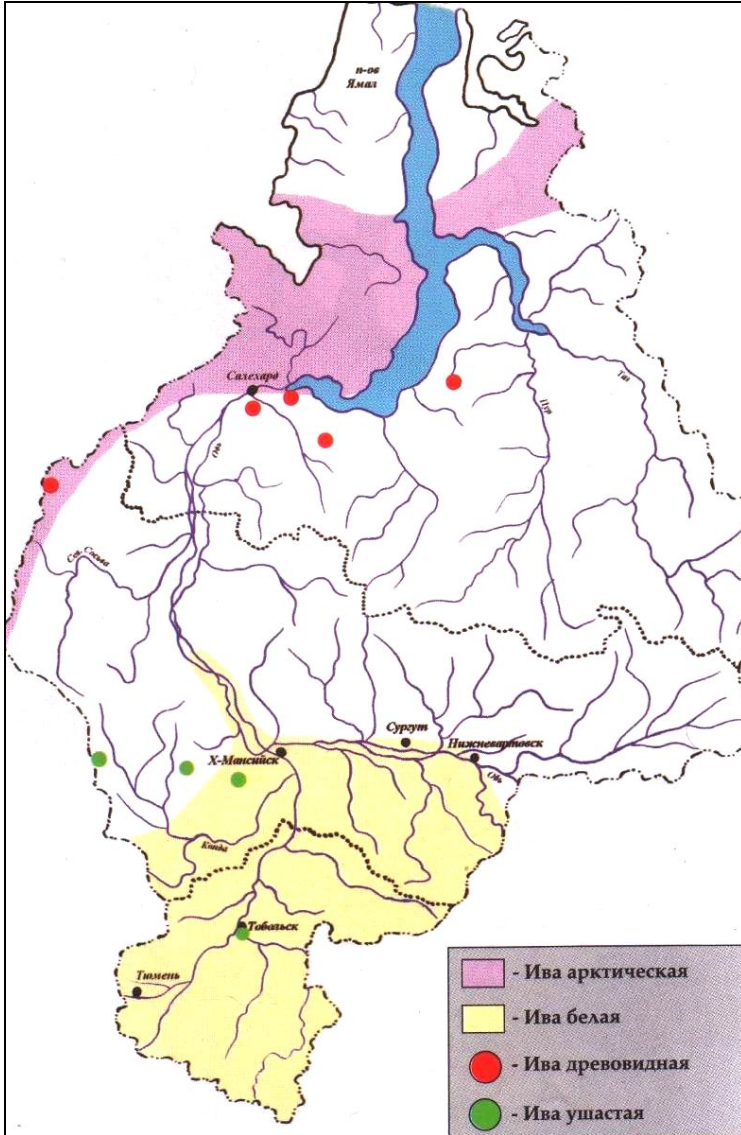 п-ов
Ямал
Салехард
Таз
Пур
Обь
Сев. Сосьва
Сургут
Нижневартовск
Х-Мансийск
Обь
Конда
Тобольск
Тюмень
- Ива арктическая
- Ива белая
- Ива древовидная
- Ива ушастая